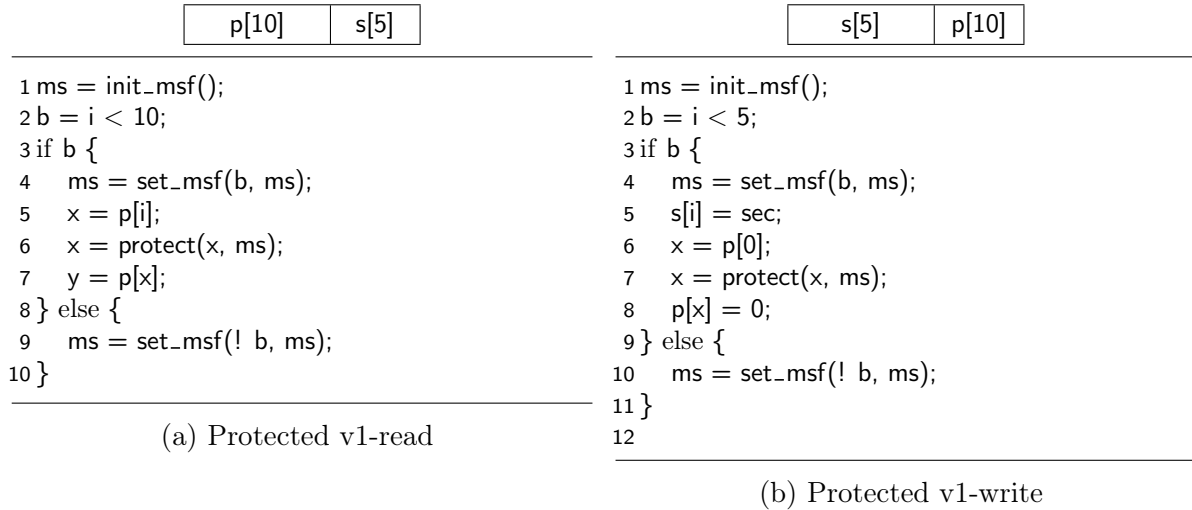 p[10] s[5]
1 ms = init_msf();
2 b = i < 10;
3 if b {
4 ms = set_msf(b, ms);
5 x = p[i];
6 x = protect(x, ms);
7 y = p[x];
8 } else {
9 ms = set_msf(! b, ms);
10 }
(a) Protected v1-read
s[5] p[10]
1 ms = init_msf();
2 b = i < 5;
3 if b {
4 ms = set_msf(b, ms);
5 s[i] = sec;
6 x = p[0];
7 x = protect(x, ms);
8 p[x] = 0;
9 } else {
10 ms = set_msf(! b, ms);
11 }
12
(b) Protected v1-write